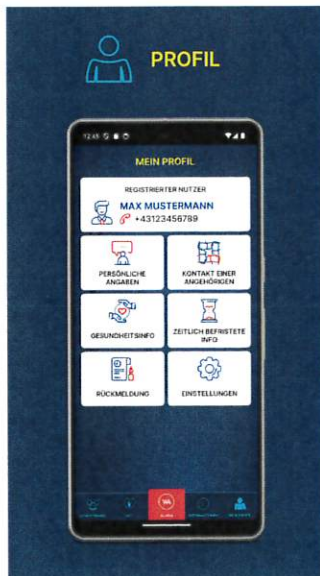 PROFIL
12:45
MEIN PROFIL
REGISTRIERTER NUTZER
MAX MUSTERMANN
+43123456789
PERSÖNLICHE
ANGABEN
KONTAKT EINER
ANGEHÖRIGEN
GESUNDHEITSINFO
ZEITLICH BEFRISTETE
INFO
RÜCKMELDUNG
EINSTELLUNGEN